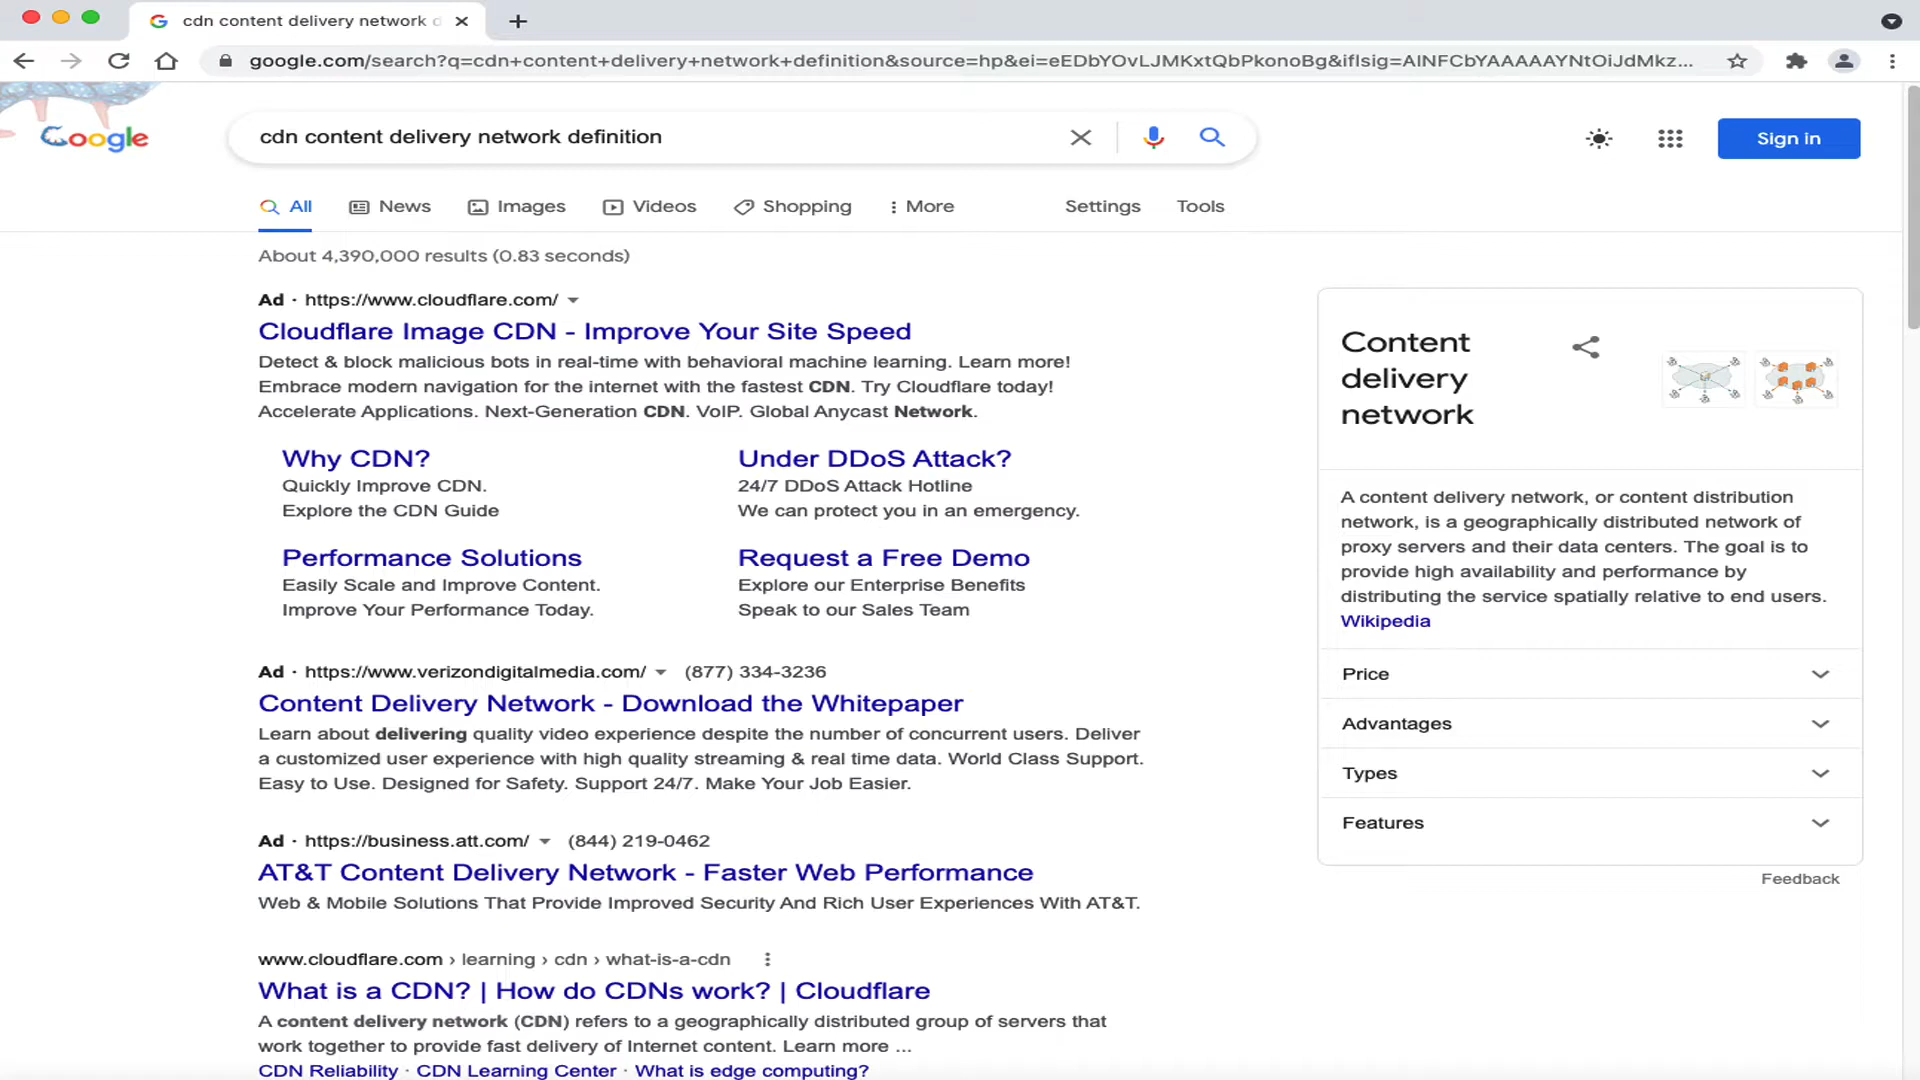 cdn content delivery network
google.com/search?q=cdn+content+delivery+network+definition&source=hp&ei=eEDbYOvLJMKxtQbPkonoBg&iflsig=AINFCbYAAAAAYNtOiJdMkz...
Google
cdn content delivery network definition
Sign in
All
News
Images
Videos
Shopping
More
Settings
Tools
About 4,390,000 results (0.83 seconds)
Ad · https://www.cloudflare.com/
Cloudflare Image CDN - Improve Your Site Speed
Detect & block malicious bots in real-time with behavioral machine learning. Learn more!
Embrace modern navigation for the internet with the fastest CDN. Try Cloudflare today!
Accelerate Applications. Next-Generation CDN. VoIP. Global Anycast Network.
Why CDN?
Quickly Improve CDN.
Explore the CDN Guide
Under DDoS Attack?
24/7 DDoS Attack Hotline
We can protect you in an emergency.
Performance Solutions
Easily Scale and Improve Content.
Improve Your Performance Today.
Request a Free Demo
Explore our Enterprise Benefits
Speak to our Sales Team
Ad · https://www.verizondigitalmedia.com/ (877) 334-3236
Content Delivery Network - Download the Whitepaper
Learn about delivering quality video experience despite the number of concurrent users. Deliver
a customized user experience with high quality streaming & real time data. World Class Support.
Easy to Use. Designed for Safety. Support 24/7. Make Your Job Easier.
Ad · https://business.att.com/ (844) 219-0462
AT&T Content Delivery Network - Faster Web Performance
Web & Mobile Solutions That Provide Improved Security And Rich User Experiences With AT&T.
www.cloudflare.com › learning › cdn › what-is-a-cdn
What is a CDN? | How do CDNs work? | Cloudflare
A content delivery network (CDN) refers to a geographically distributed group of servers that
work together to provide fast delivery of Internet content. Learn more ...
CDN Reliability · CDN Learning Center · What is edge computing?
Content
delivery
network
A content delivery network, or content distribution
network, is a geographically distributed network of
proxy servers and their data centers. The goal is to
provide high availability and performance by
distributing the service spatially relative to end users.
Wikipedia
Price
Advantages
Types
Features
Feedback